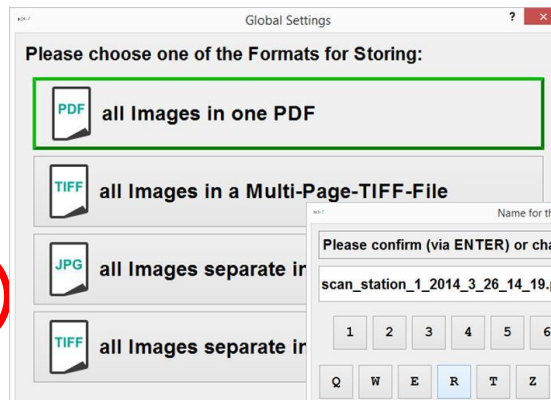 Global Settings
?
Please choose one of the Formats for Storing:
PDF
all Images in one PDF
TIFF
all Images in a Multi-Page-TIFF-File
Name for th
Please confirm (via ENTER) or cha
JPG
all Images separate in
scan_station_1_2014_3_26_14_19.
1 2 3 4 5 6
TIFF
all Images separate in
Q W E R T Z